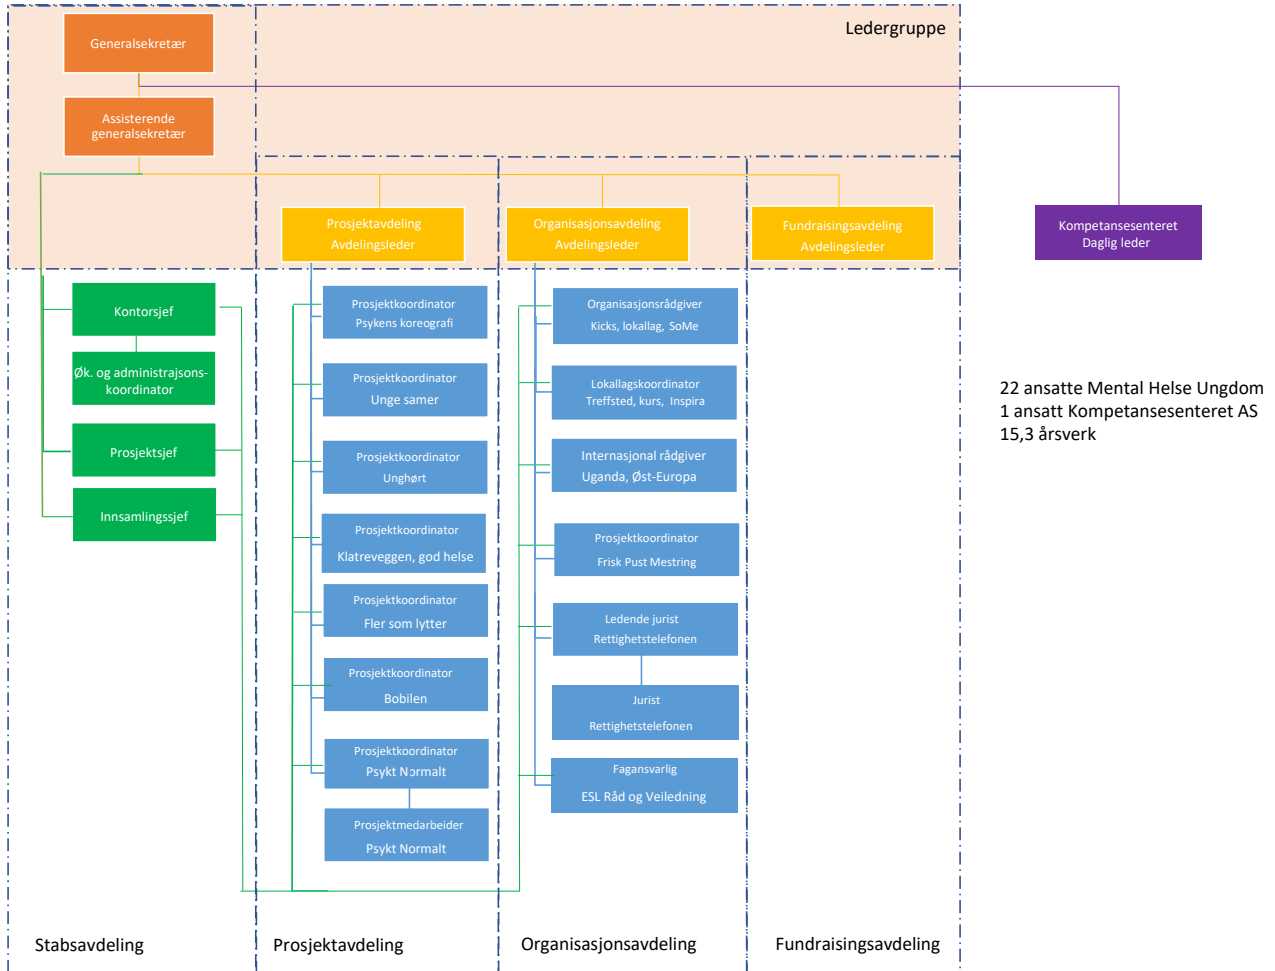 Ledergruppe
Generalsekretær
Assisterende
generalsekretær
Prosjektavdeling
Avdelingsleder
Organisasjonsavdeling
Avdelingsleder
Fundraisingsavdeling
Avdelingsleder
Kompetansesenteret
Daglig leder
Kontorsjef
Øk. og administrajsons-
koordinator
Prosjektsjef
Innsamlingssjef
Prosjektkoordinator
Psykens koreografi
Prosjektkoordinator
Unge samer
Prosjektkoordinator
Unghørt
Prosjektkoordinator
Klatreveggen, god helse
Prosjektkoordinator
Fler som lytter
Prosjektkoordinator
Bobilen
Prosjektkoordinator
Psykt Normalt
Prosjektmedarbeider
Psykt Normalt
Organisasjonsrådgiver
Kicks, lokallag, SoMe
Lokallagskoordinator
Treffsted, kurs, Inspira
Internasjonal rådgiver
Uganda, Øst-Europa
Prosjektkoordinator
Frisk Pust Mestring
Ledende jurist
Rettighetstelefonen
Jurist
Rettighetstelefonen
Fagansvarlig
ESL Råd og Veiledning
22 ansatte Mental Helse Ungdom
1 ansatt Kompetansesenteret AS
15,3 årsverk
Stabsavdeling
Prosjektavdeling
Organisasjonsavdeling
Fundraisingsavdeling